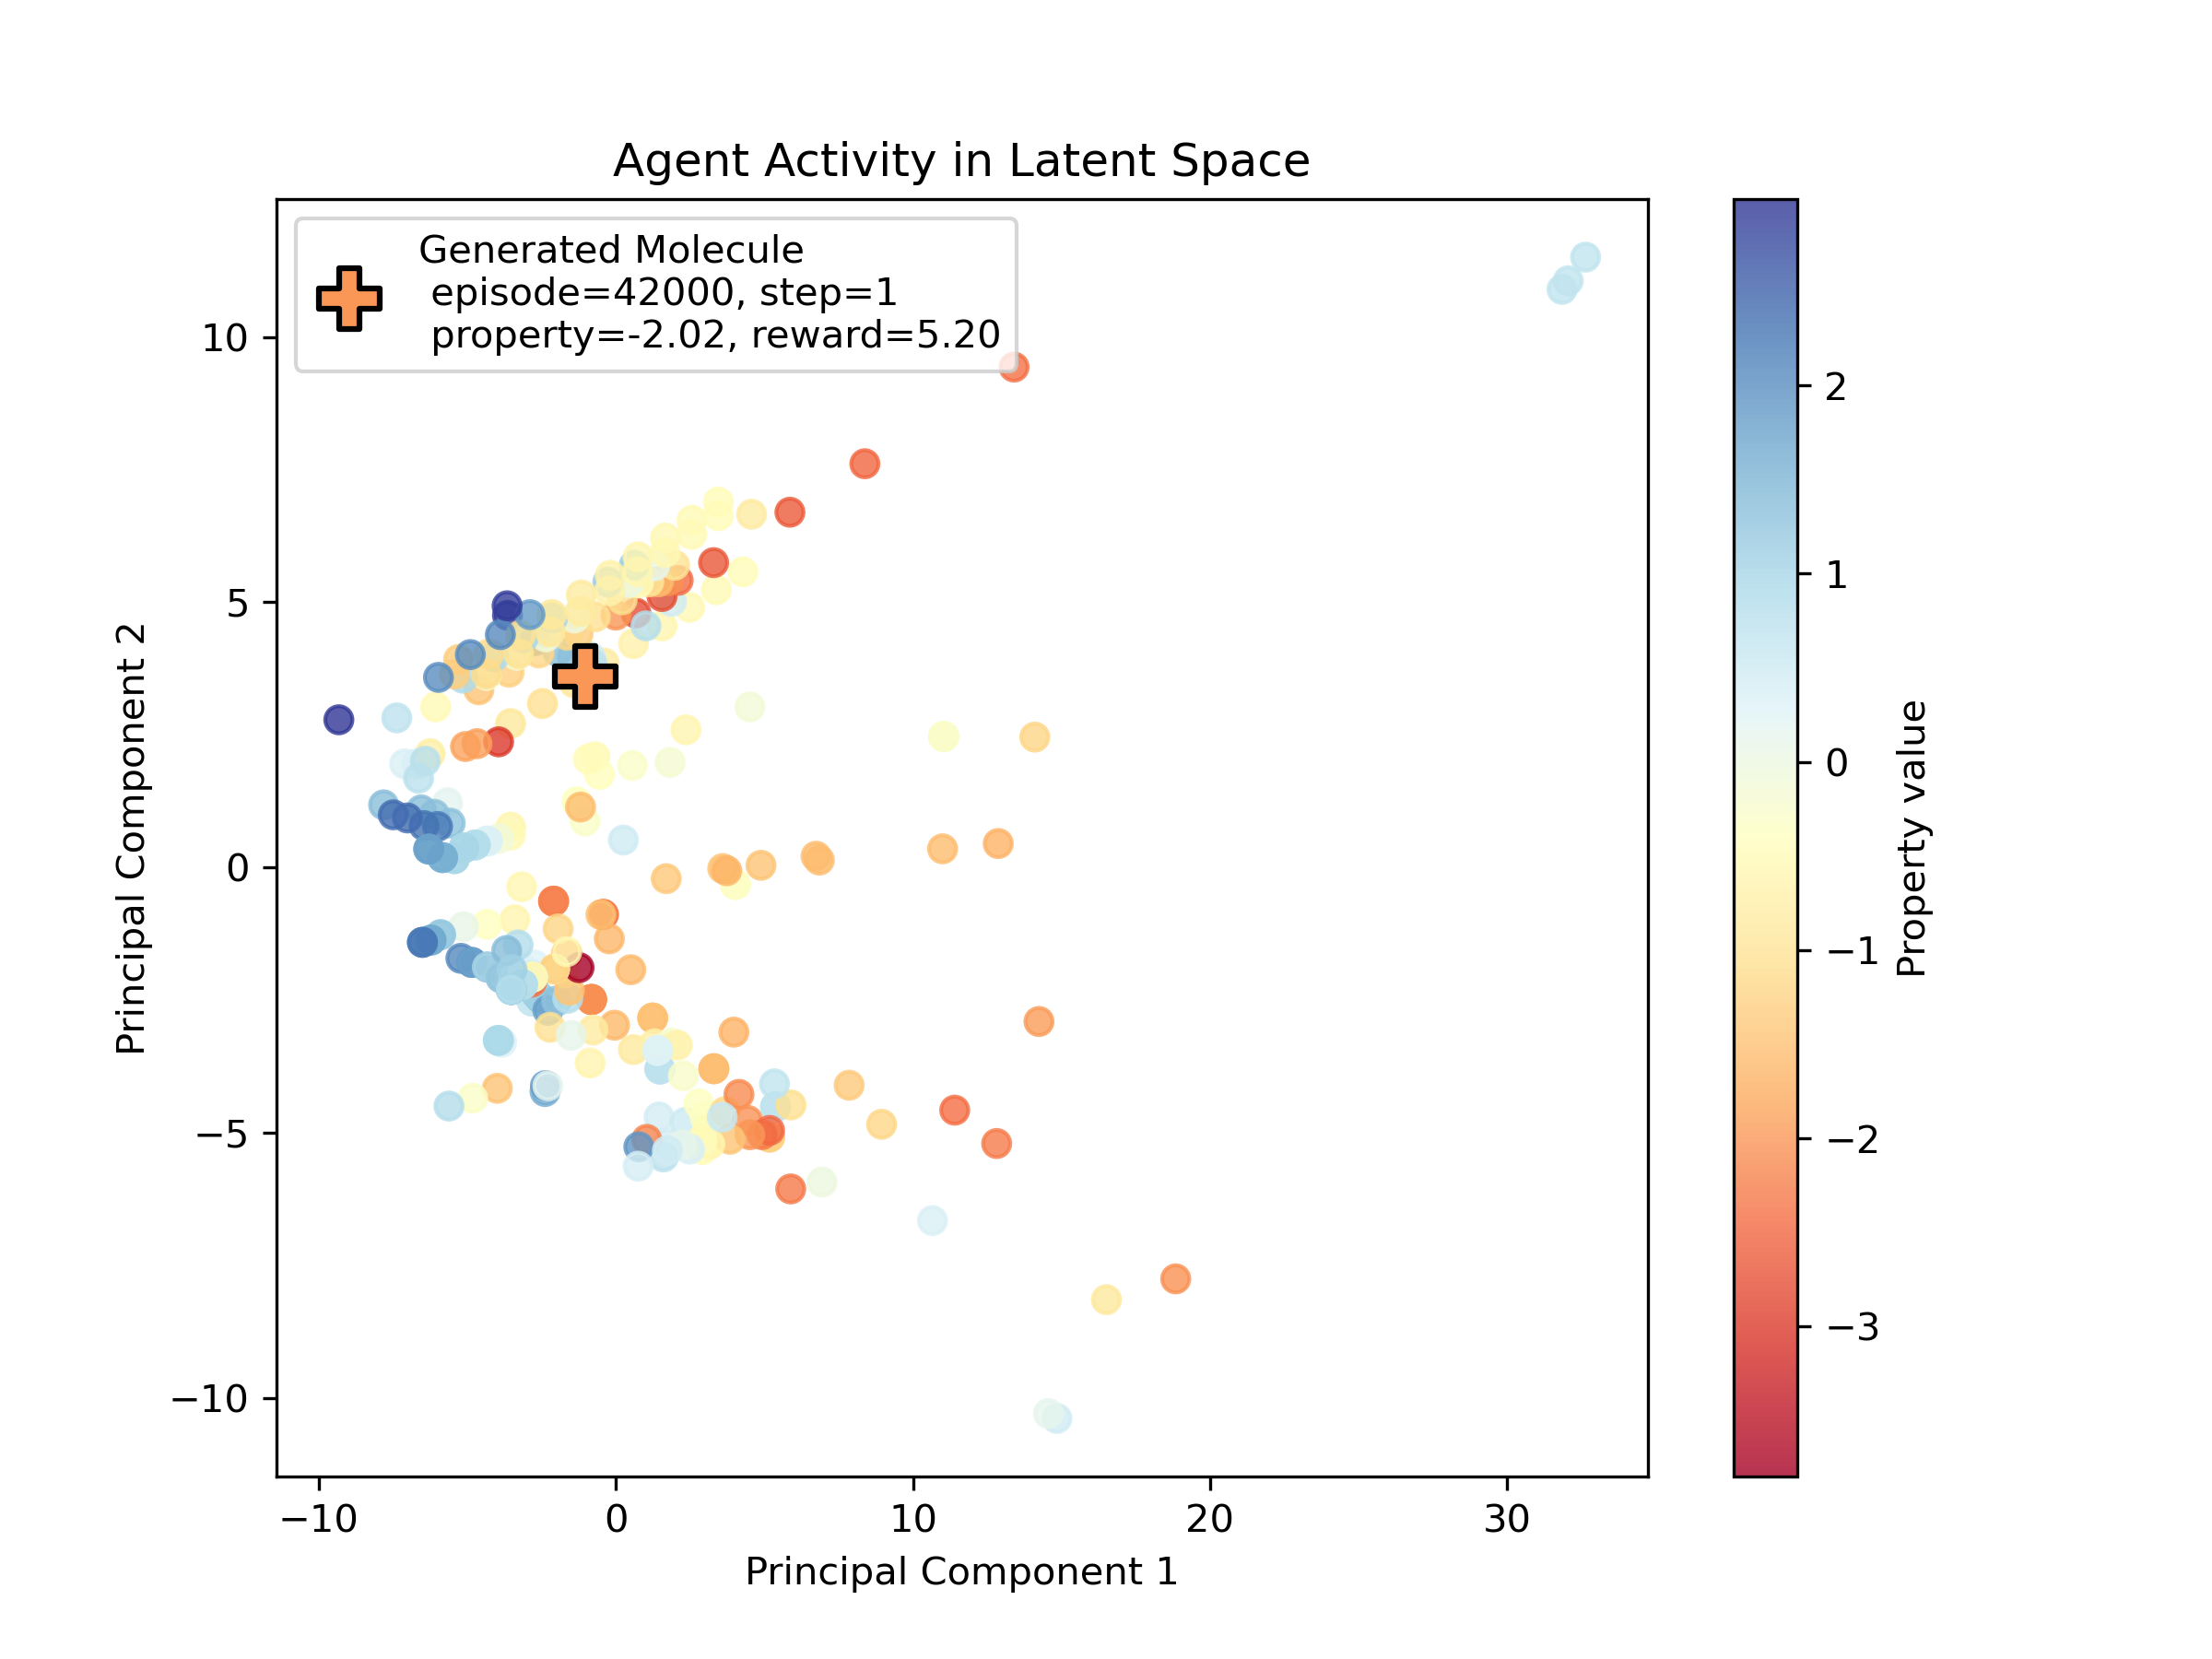 Agent Activity in Latent Space
Generated Molecule
episode=42000, step=1
property=-2.02, reward=5.20
10
5
0
−5
−10
Principal Component 2
−10
0
10
20
30
Principal Component 1
2
1
0
−1
−2
−3
Property value